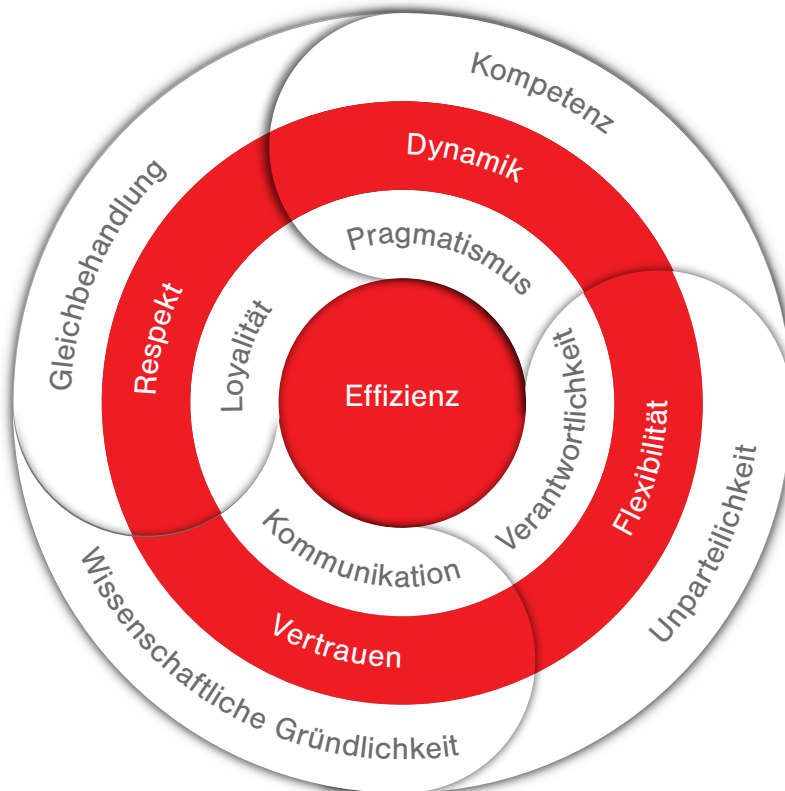 Kompetenz
Dynamik
Pragmatismus
Gleichbehandlung
Respekt
Loyalität
Effizienz
Verantwortlichkeit
Flexibilität
Unparteilichkeit
Kommunikation
Vertrauen
Wissenschaftliche Gründlichkeit